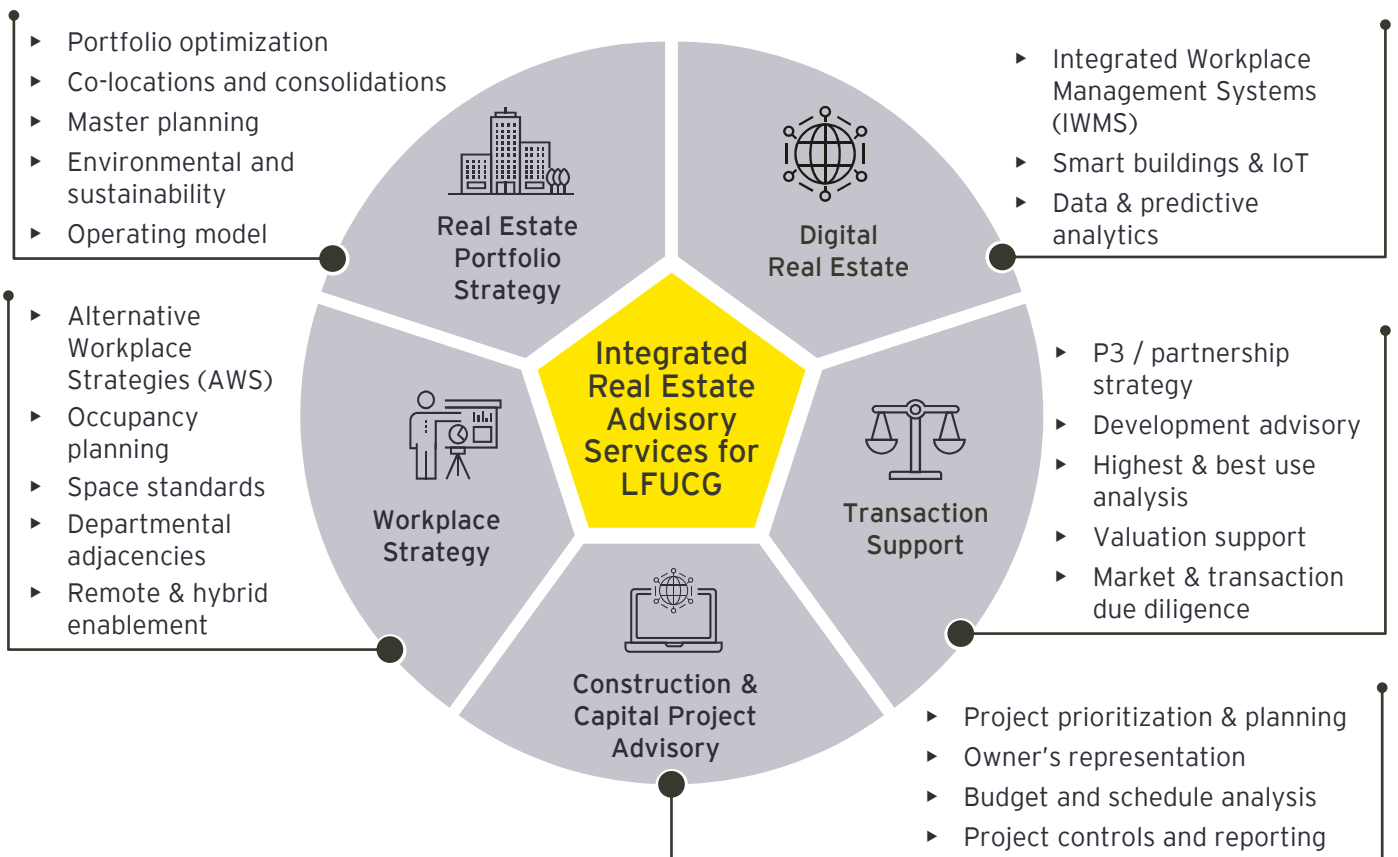 ▸ Portfolio optimization
▸ Co-locations and consolidations
▸ Master planning
▸ Environmental and
sustainability
▸ Operating model
Real Estate
Portfolio
Strategy
Digital
Real Estate
▸ Integrated Workplace
Management Systems
(IWMS)
▸ Smart buildings & IoT
▸ Data & predictive
analytics
▸ Alternative
Workplace
Strategies (AWS)
▸ Occupancy
planning
▸ Space standards
▸ Departmental
adjacencies
▸ Remote & hybrid
enablement
Workplace
Strategy
Integrated
Real Estate
Advisory
Services for
LFUCG
Transaction
Support
▸ P3 / partnership
strategy
▸ Development advisory
▸ Highest & best use
analysis
▸ Valuation support
▸ Market & transaction
due diligence
Construction &
Capital Project
Advisory
▸ Project prioritization & planning
▸ Owner’s representation
▸ Budget and schedule analysis
▸ Project controls and reporting